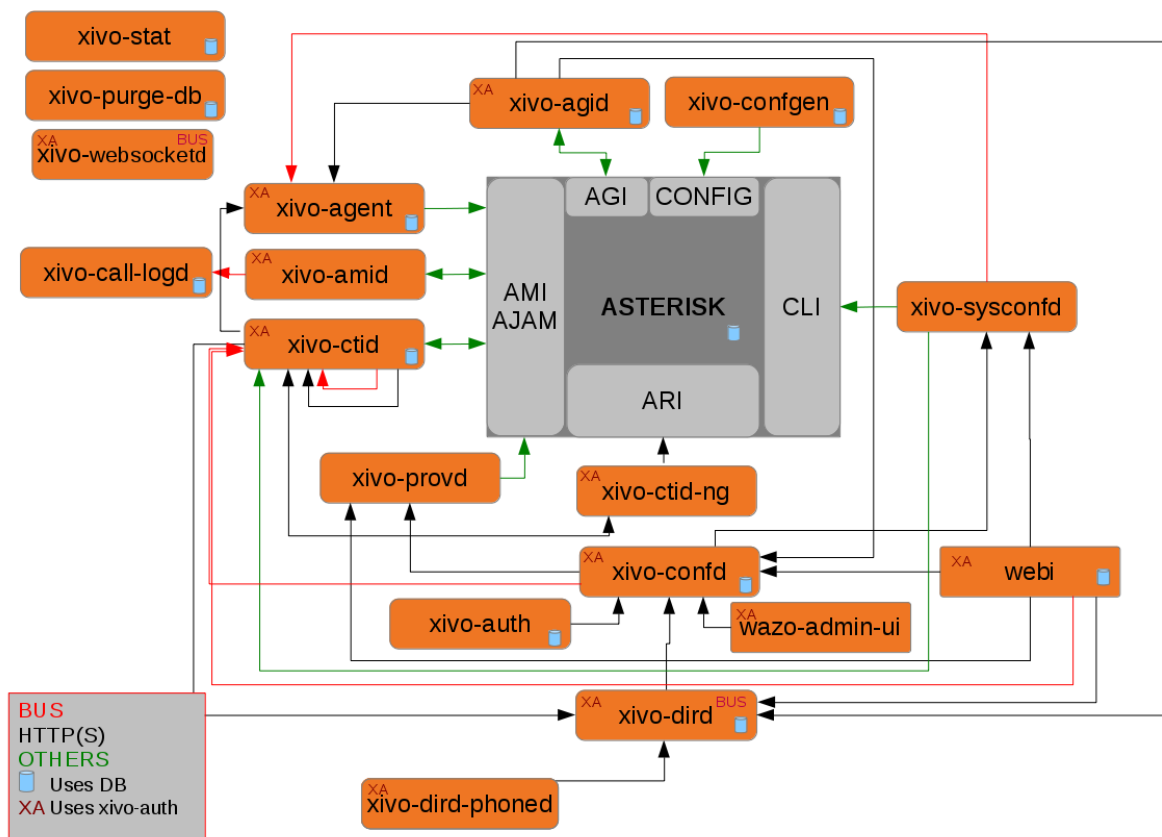 xivo-stat
xivo-purge-db
XA
BUS
xivo-websocketd
XA
xivo-agid
xivo-confgen
XA
xivo-agent
AGI
CONFIG
xivo-call-logd
XA
xivo-amid
AMI
AJAM
ASTERISK
CLI
xivo-sysconfd
XA
xivo-ctid
ARI
xivo-provd
XA
xivo-ctid-ng
XA
xivo-confd
XA
webi
xivo-auth
XA
wazo-admin-ui
XA
BUS
xivo-dird
XA
xivo-dird-phoned
BUS
HTTP(S)
OTHERS
Uses DB
XA Uses xivo-auth